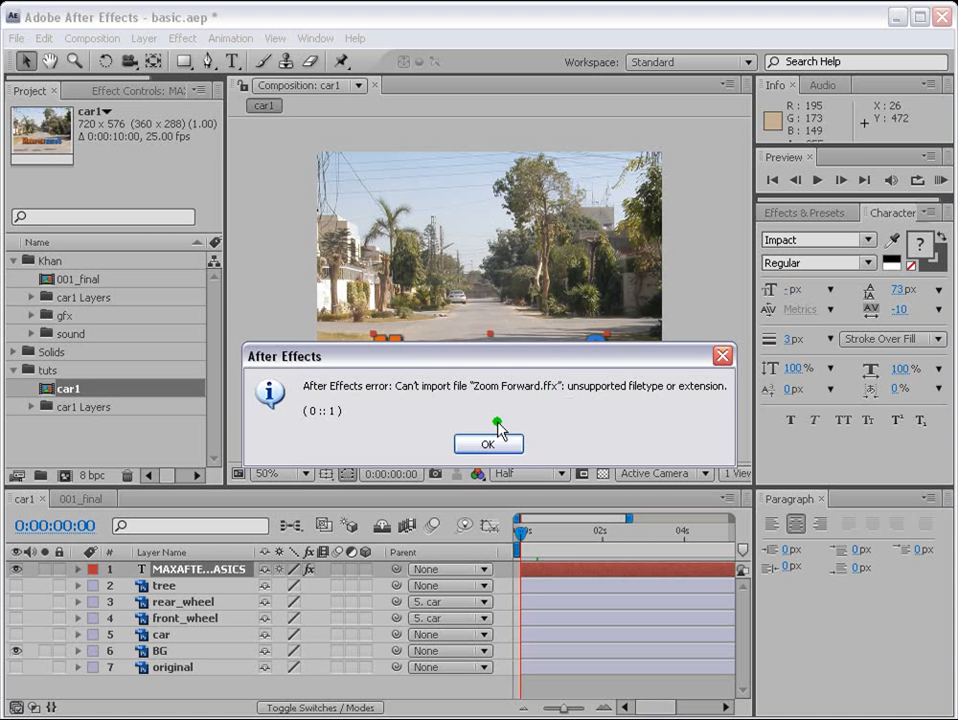 Adobe After Effects - basic.aep *
File Edit Composition Layer Effect Animation View Window Help
Workspace: Standard Search Help
Project × Effect Controls: MA
Composition: car1
Info × Audio
car1
720 x 576 (360 x 288) (1.00)
Δ 0:00:10:00, 25.00 fps
car1
R : 195
G : 173
B : 149
X : 26
Y : 472
Preview ×
Effects & Presets Character
Name
Khan
001_final
car1 Layers
gfx
sound
Solids
tuts
car1
car1 Layers
Impact
Regular
- px 73 px
Metrics -10
3 px Stroke Over Fill
100 % 100 %
0 px 0 %
T T TT Tr T¹ T₁
After Effects
After Effects error: Can't import file "Zoom Forward.ffx": unsupported filetype or extension.
( 0 :: 1 )
OK
8 bpc
50% 0:00:00:00 Half Active Camera 1 View
car1 × 001_final
Paragraph ×
0:00:00:00
02s 04s
# Layer Name Parent
0 px 0 px 0 px
0 px 0 px
1 T MAXAFTE...ASICS None
2 tree None
3 rear_wheel 5. car
4 front_wheel 5. car
5 car None
6 BG None
7 original None
Toggle Switches / Modes